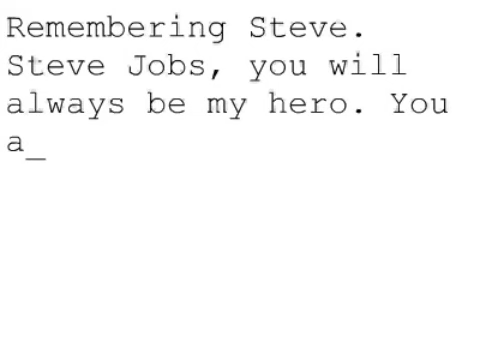 Remembering Steve.
Steve Jobs, you will
always be my hero. You
a_